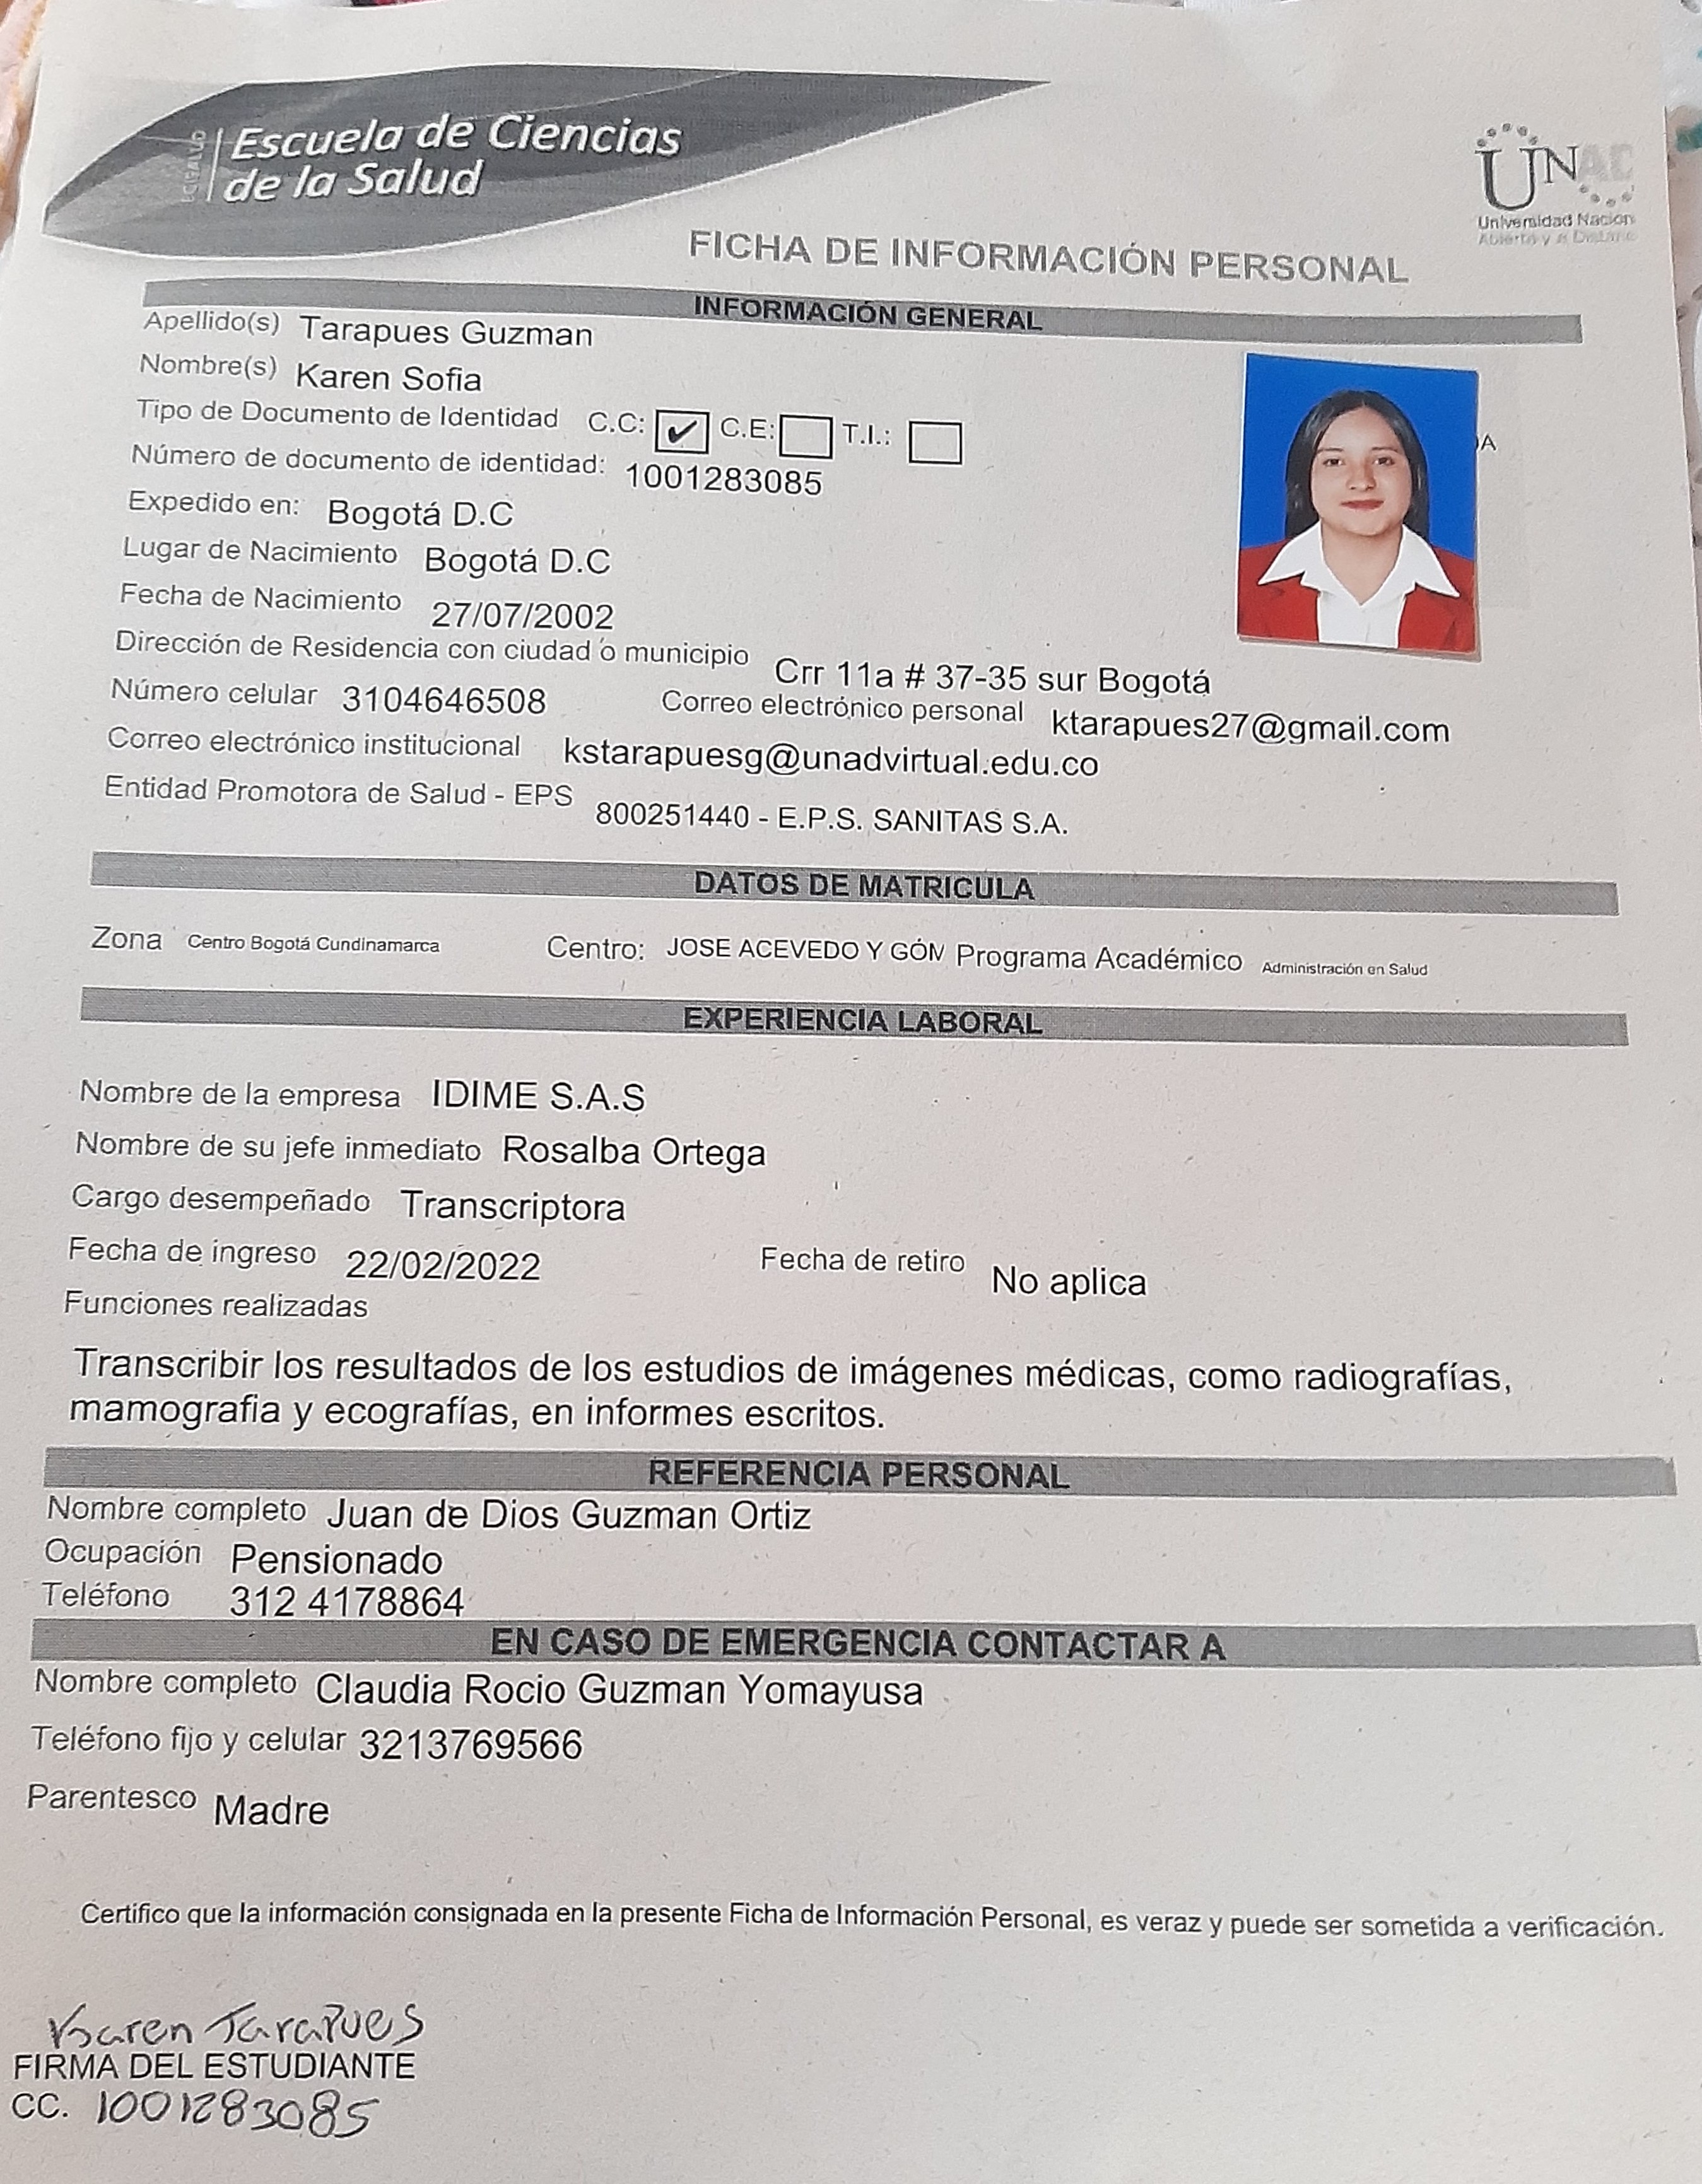 ECISALUD
Escuela de Ciencias
de la Salud
UNAD
Universidad Nacion
Abierta y a Distanc
FICHA DE INFORMACIÓN PERSONAL
INFORMACIÓN GENERAL
Apellido(s) Tarapues Guzman
Nombre(s) Karen Sofia
Tipo de Documento de Identidad C.C: ✔ C.E: T.I.:
Número de documento de identidad: 1001283085
Expedido en: Bogotá D.C
Lugar de Nacimiento Bogotá D.C
Fecha de Nacimiento 27/07/2002
Dirección de Residencia con ciudad o municipio Crr 11a # 37-35 sur Bogotá
Número celular 3104646508 Correo electrónico personal ktarapues27@gmail.com
Correo electrónico institucional kstarapuesg@unadvirtual.edu.co
Entidad Promotora de Salud - EPS 800251440 - E.P.S. SANITAS S.A.
DATOS DE MATRICULA
Zona Centro Bogotá Cundinamarca Centro: JOSE ACEVEDO Y GÓM Programa Académico Administración en Salud
EXPERIENCIA LABORAL
Nombre de la empresa IDIME S.A.S
Nombre de su jefe inmediato Rosalba Ortega
Cargo desempeñado Transcriptora
Fecha de ingreso 22/02/2022 Fecha de retiro No aplica
Funciones realizadas
Transcribir los resultados de los estudios de imágenes médicas, como radiografías,
mamografia y ecografías, en informes escritos.
REFERENCIA PERSONAL
Nombre completo Juan de Dios Guzman Ortiz
Ocupación Pensionado
Teléfono 312 4178864
EN CASO DE EMERGENCIA CONTACTAR A
Nombre completo Claudia Rocio Guzman Yomayusa
Teléfono fijo y celular 3213769566
Parentesco Madre
Certifico que la información consignada en la presente Ficha de Información Personal, es veraz y puede ser sometida a verificación.
Karen Tarapues
FIRMA DEL ESTUDIANTE
CC. 1001283085